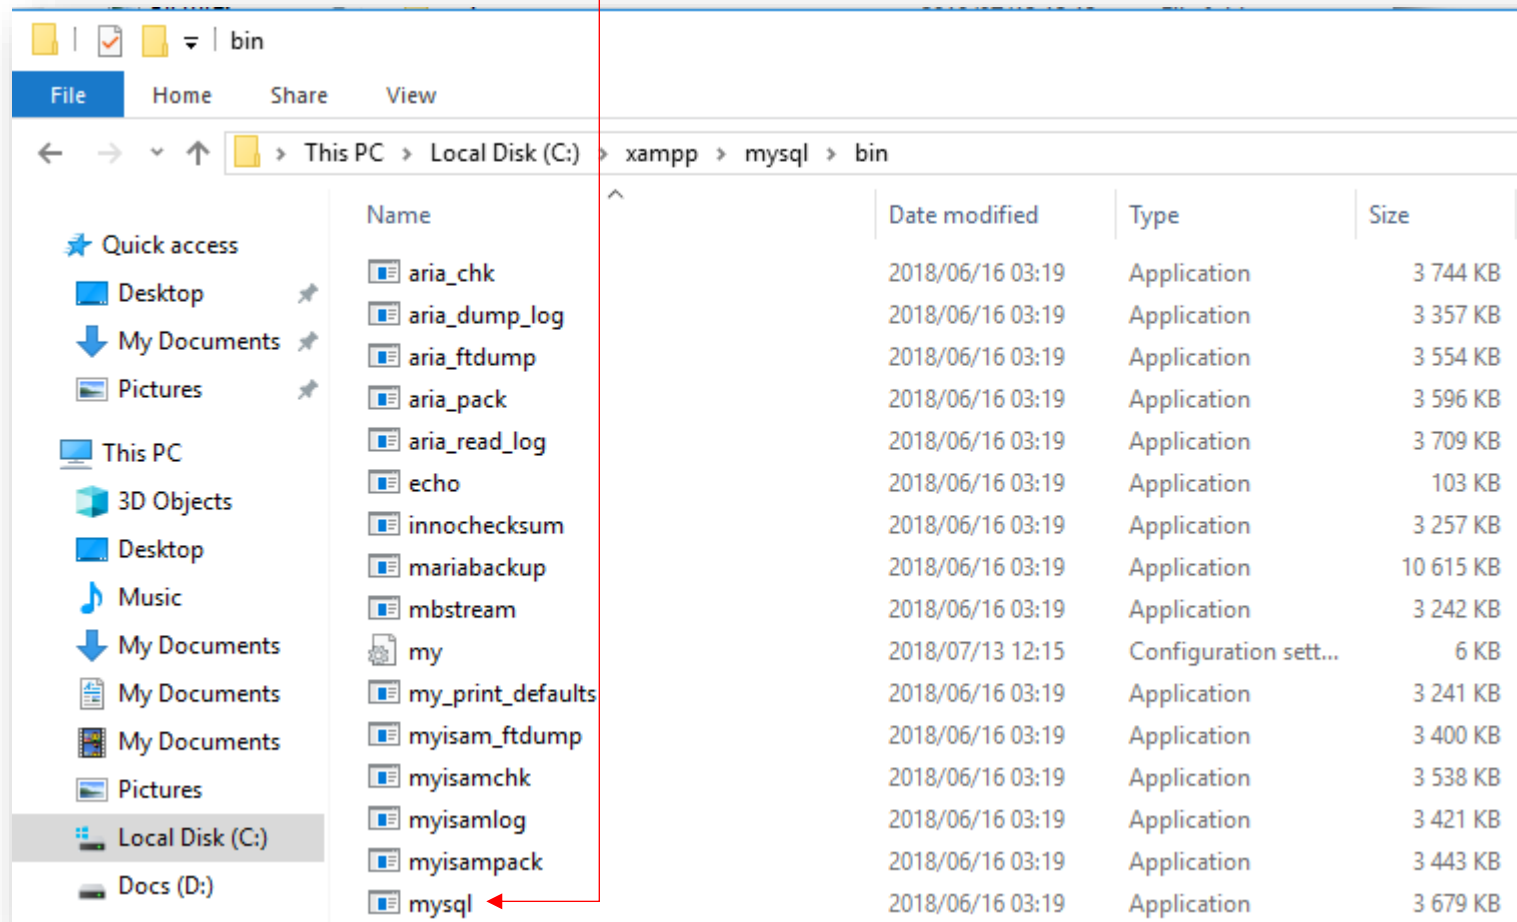 bin
File Home Share View
This PC > Local Disk (C:) > xampp > mysql > bin
Name Date modified Type Size
Quick access
Desktop
My Documents
Pictures
This PC
3D Objects
Desktop
Music
My Documents
My Documents
My Documents
Pictures
Local Disk (C:)
Docs (D:)
aria_chk 2018/06/16 03:19 Application 3 744 KB
aria_dump_log 2018/06/16 03:19 Application 3 357 KB
aria_ftdump 2018/06/16 03:19 Application 3 554 KB
aria_pack 2018/06/16 03:19 Application 3 596 KB
aria_read_log 2018/06/16 03:19 Application 3 709 KB
echo 2018/06/16 03:19 Application 103 KB
innochecksum 2018/06/16 03:19 Application 3 257 KB
mariabackup 2018/06/16 03:19 Application 10 615 KB
mbstream 2018/06/16 03:19 Application 3 242 KB
my 2018/07/13 12:15 Configuration sett... 6 KB
my_print_defaults 2018/06/16 03:19 Application 3 241 KB
myisam_ftdump 2018/06/16 03:19 Application 3 400 KB
myisamchk 2018/06/16 03:19 Application 3 538 KB
myisamlog 2018/06/16 03:19 Application 3 421 KB
myisampack 2018/06/16 03:19 Application 3 443 KB
mysql 2018/06/16 03:19 Application 3 679 KB